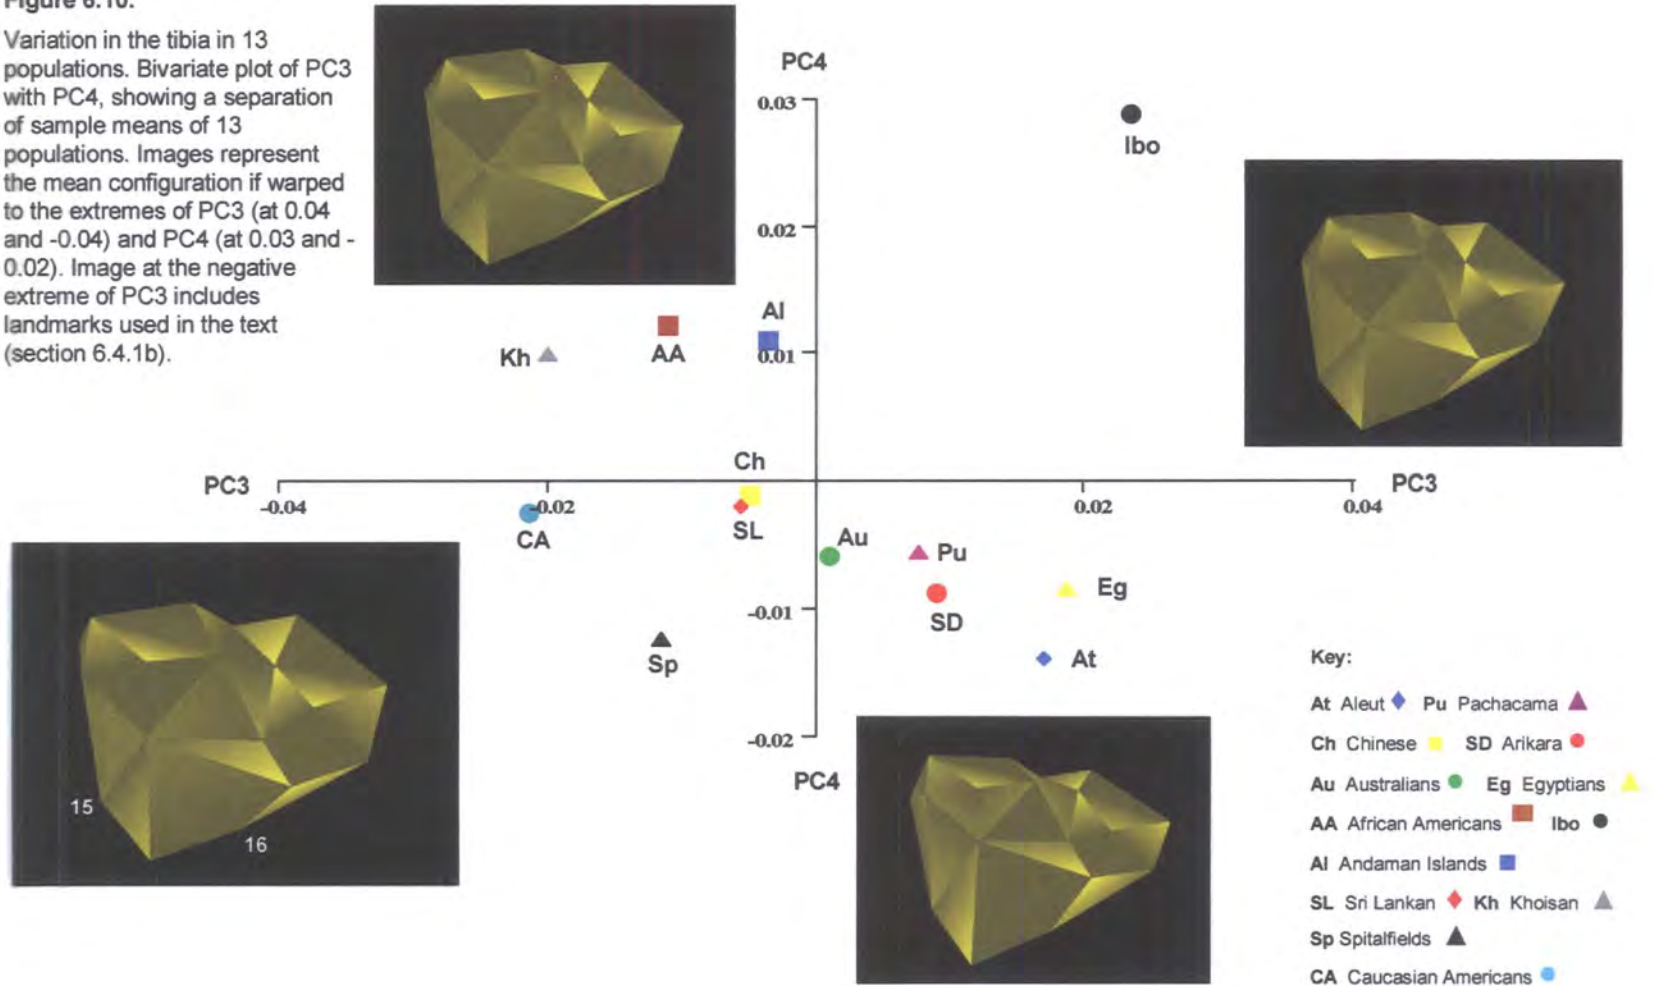 Figure 6.10.
Variation in the tibia in 13
populations. Bivariate plot of PC3
with PC4, showing a separation
of sample means of 13
populations. Images represent
the mean configuration if warped
to the extremes of PC3 (at 0.04
and -0.04) and PC4 (at 0.03 and -
0.02). Image at the negative
extreme of PC3 includes
landmarks used in the text
(section 6.4.1b).
PC4
0.03
Ibo
0.02
AI
Kh
AA
0.01
Ch
PC3
PC3
-0.04
-0.02
0.02
0.04
CA
SL
Au
Pu
Eg
-0.01
SD
Sp
At
-0.02
PC4
15
16
Key:
At Aleut Pu Pachacama
Ch Chinese SD Arikara
Au Australians Eg Egyptians
AA African Americans Ibo
AI Andaman Islands
SL Sri Lankan Kh Khoisan
Sp Spitalfields
CA Caucasian Americans